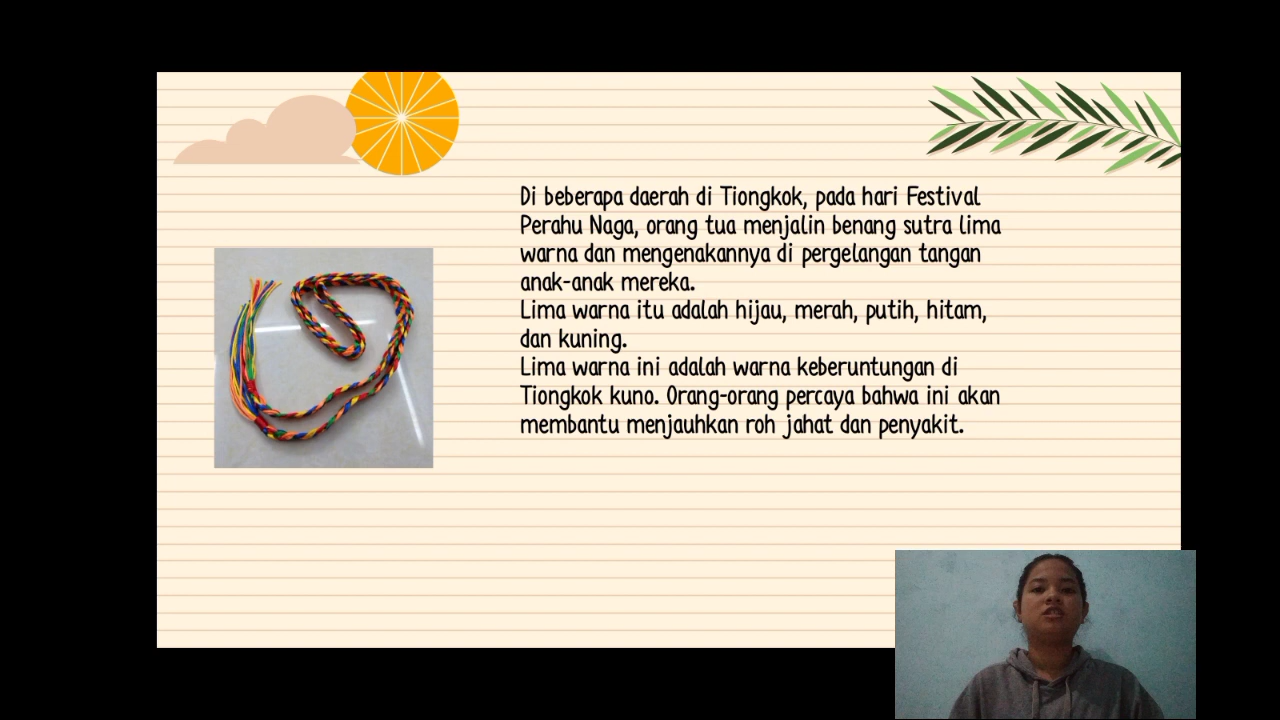 Di beberapa daerah di Tiongkok, pada hari Festival
Perahu Naga, orang tua menjalin benang sutra lima
warna dan mengenakannya di pergelangan tangan
anak-anak mereka.
Lima warna itu adalah hijau, merah, putih, hitam,
dan kuning.
Lima warna ini adalah warna keberuntungan di
Tiongkok kuno. Orang-orang percaya bahwa ini akan
membantu menjauhkan roh jahat dan penyakit.